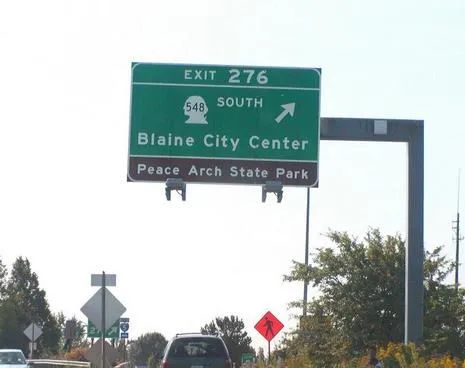 EXIT 276
548 SOUTH
Blaine City Center
Peace Arch State Park